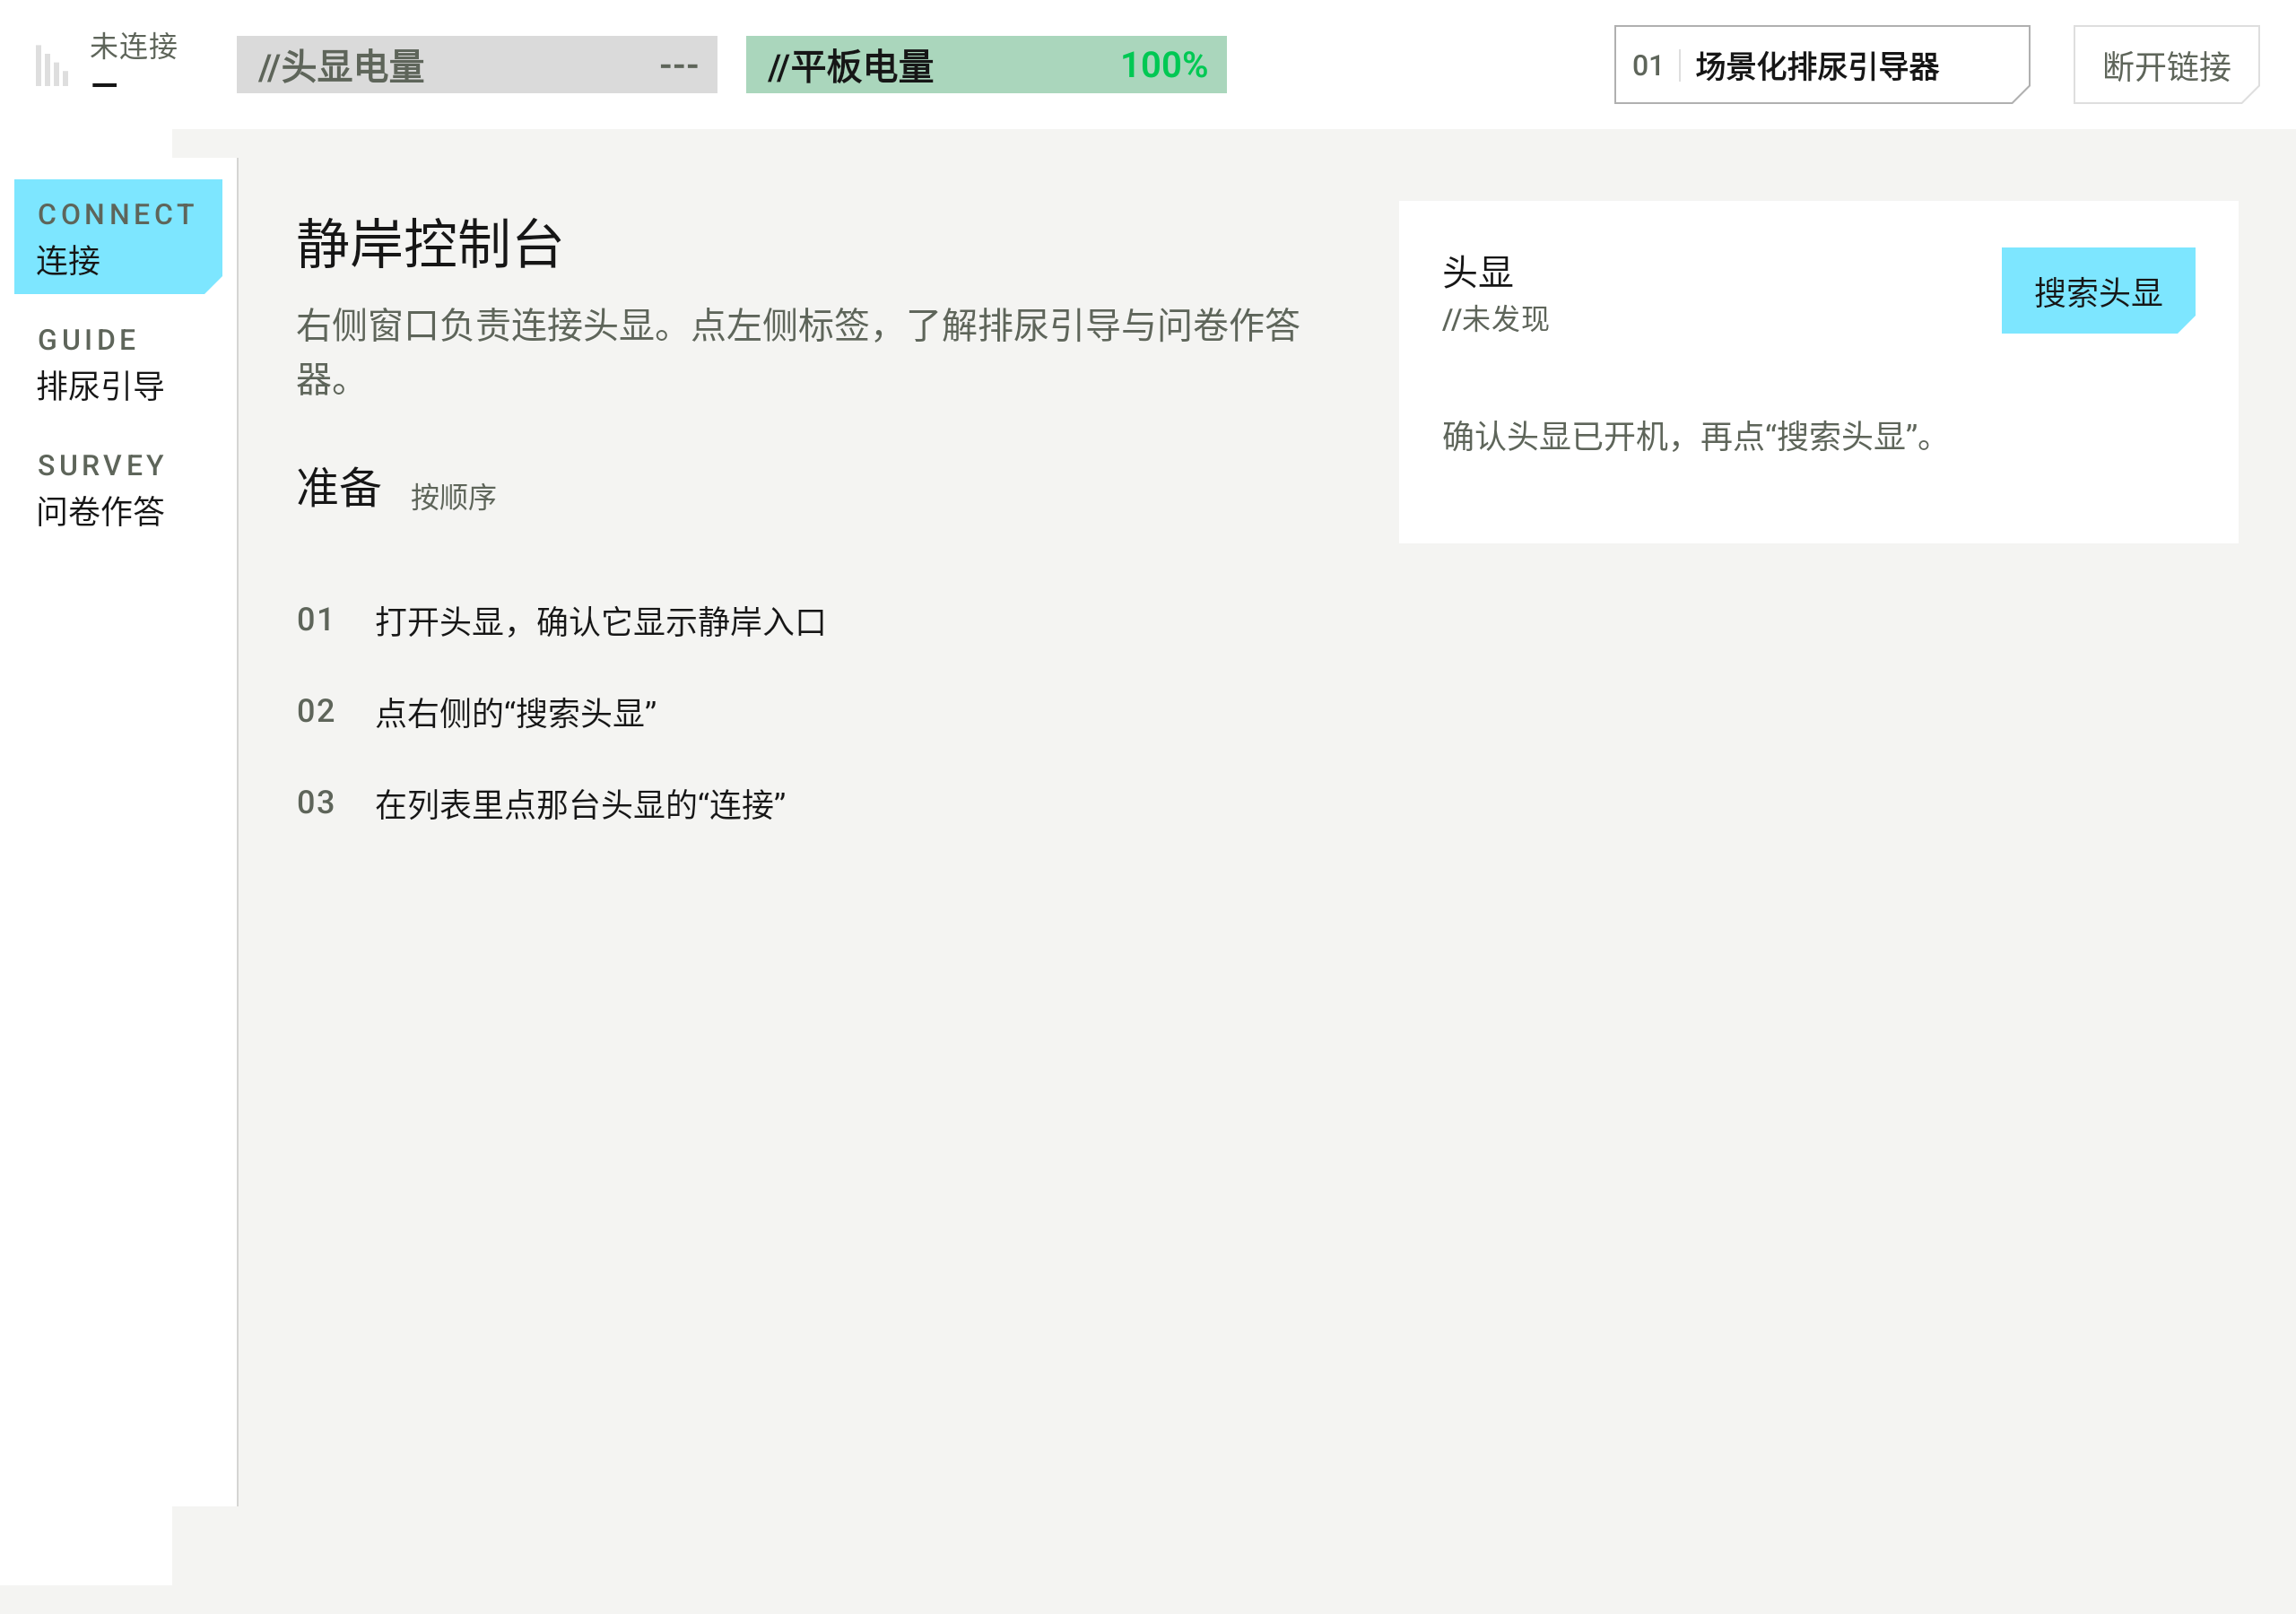 未连接
—
//头显电量 ---
//平板电量 100%
01 场景化排尿引导器
断开链接
CONNECT
连接
GUIDE
排尿引导
SURVEY
问卷作答
静岸控制台
右侧窗口负责连接头显。点左侧标签，了解排尿引导与问卷作答
器。
准备 按顺序
01 打开头显，确认它显示静岸入口
02 点右侧的“搜索头显”
03 在列表里点那台头显的“连接”
头显
//未发现
搜索头显
确认头显已开机，再点“搜索头显”。